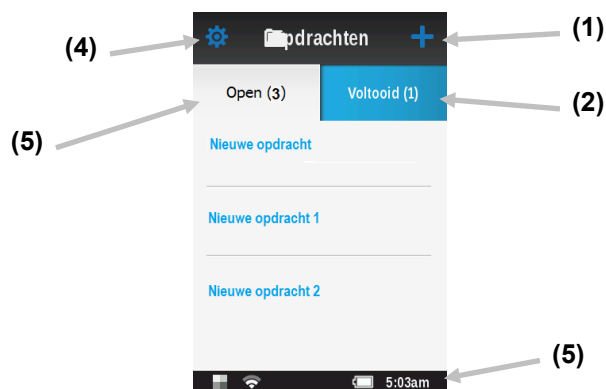 (4)
pdrachten
(1)
Open (3)
Voltooid (1)
(2)
(5)
Nieuwe opdracht
Nieuwe opdracht 1
Nieuwe opdracht 2
(5)
5:03am